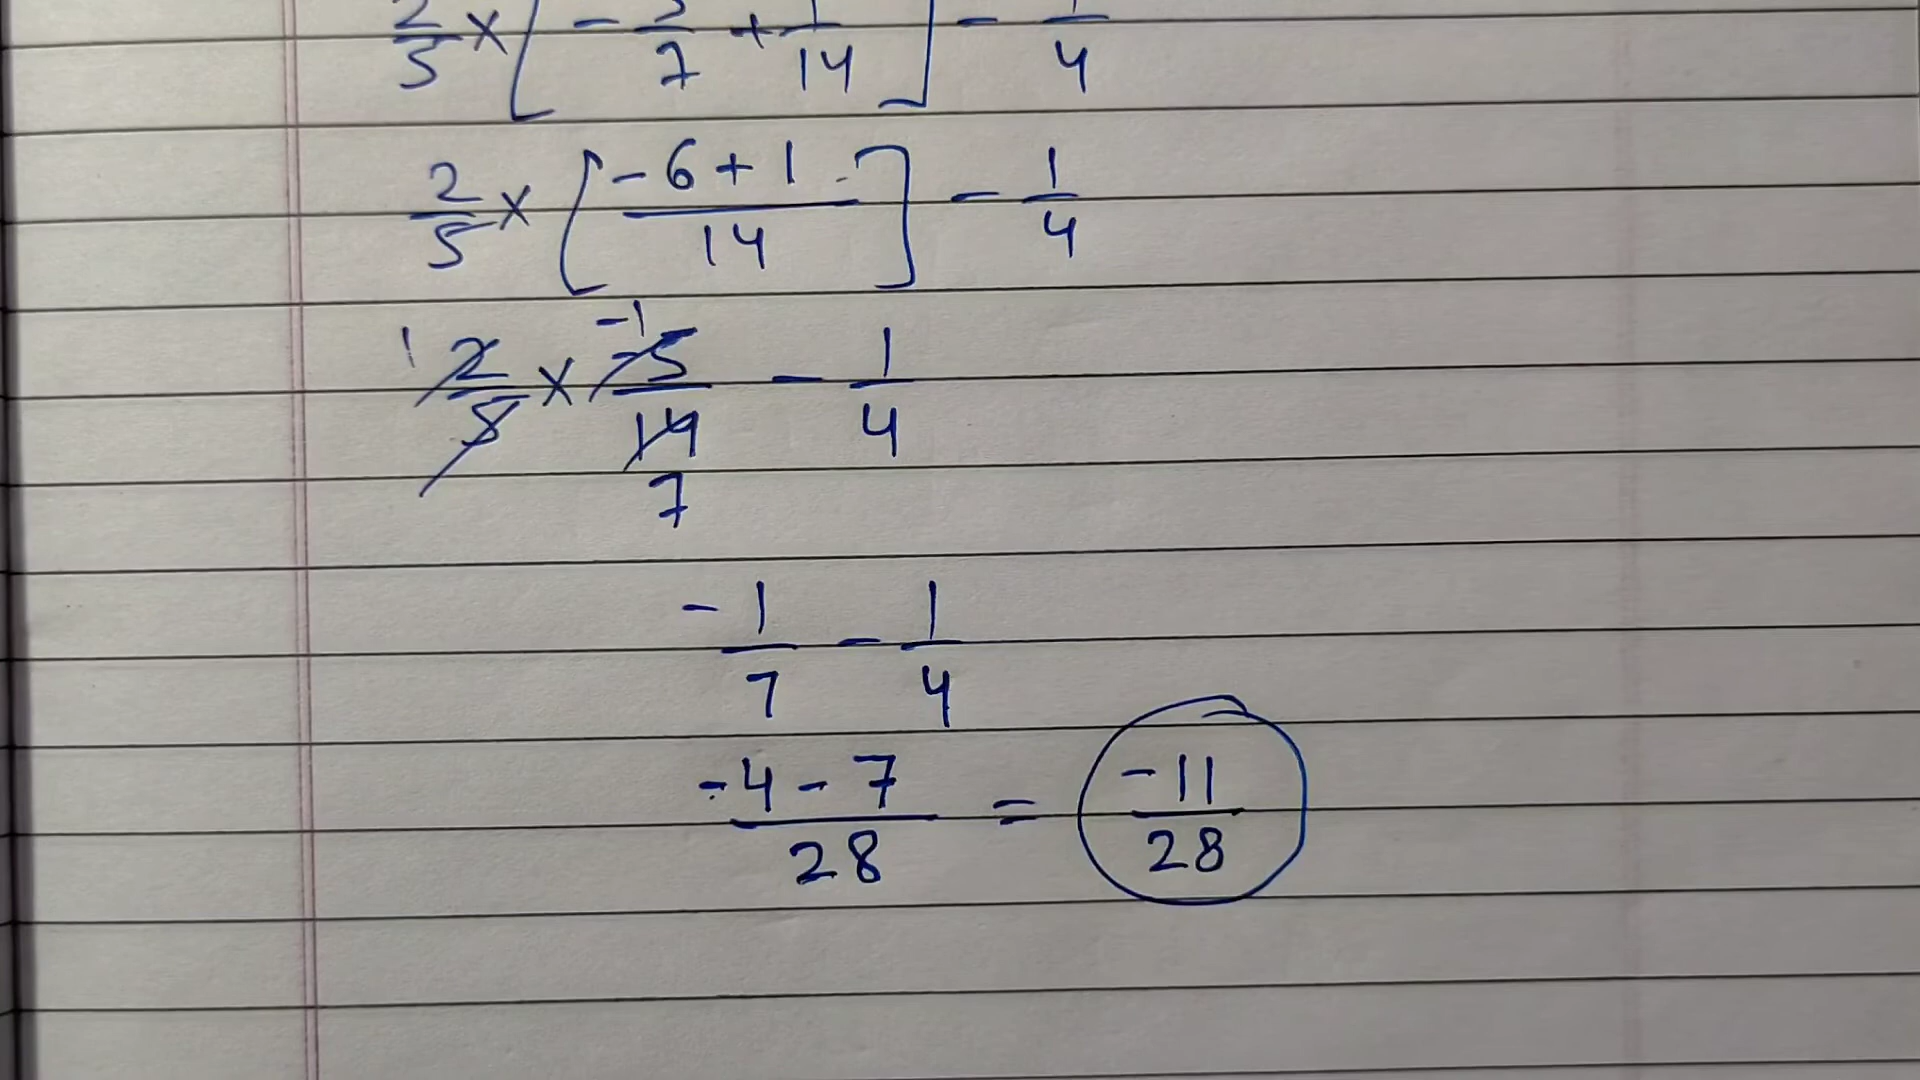 2/5 × [ - 3/7 + 1/14 ] - 1/4
2/5 × [ -6+1/14 ] - 1/4
1 2/5 × -1 -5/14 7 - 1/4
-1/7 - 1/4
-4-7/28 = -11/28